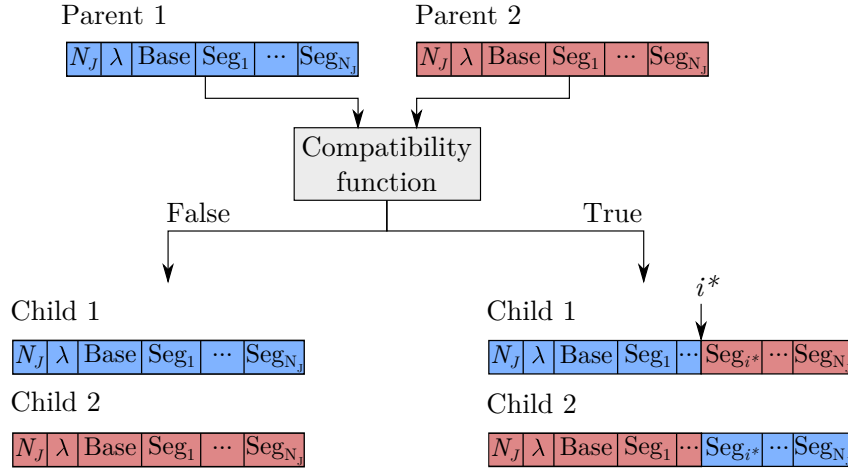 Parent 1 Parent 2
N_J λ Base Seg_1 ··· Seg_{N_J} N_J λ Base Seg_1 ··· Seg_{N_J}
Compatibility
function
False True
i*
Child 1 Child 1
N_J λ Base Seg_1 ··· Seg_{N_J} N_J λ Base Seg_1 ··· Seg_{i*} ··· Seg_{N_J}
Child 2 Child 2
N_J λ Base Seg_1 ··· Seg_{N_J} N_J λ Base Seg_1 ··· Seg_{i*} ··· Seg_{N_J}